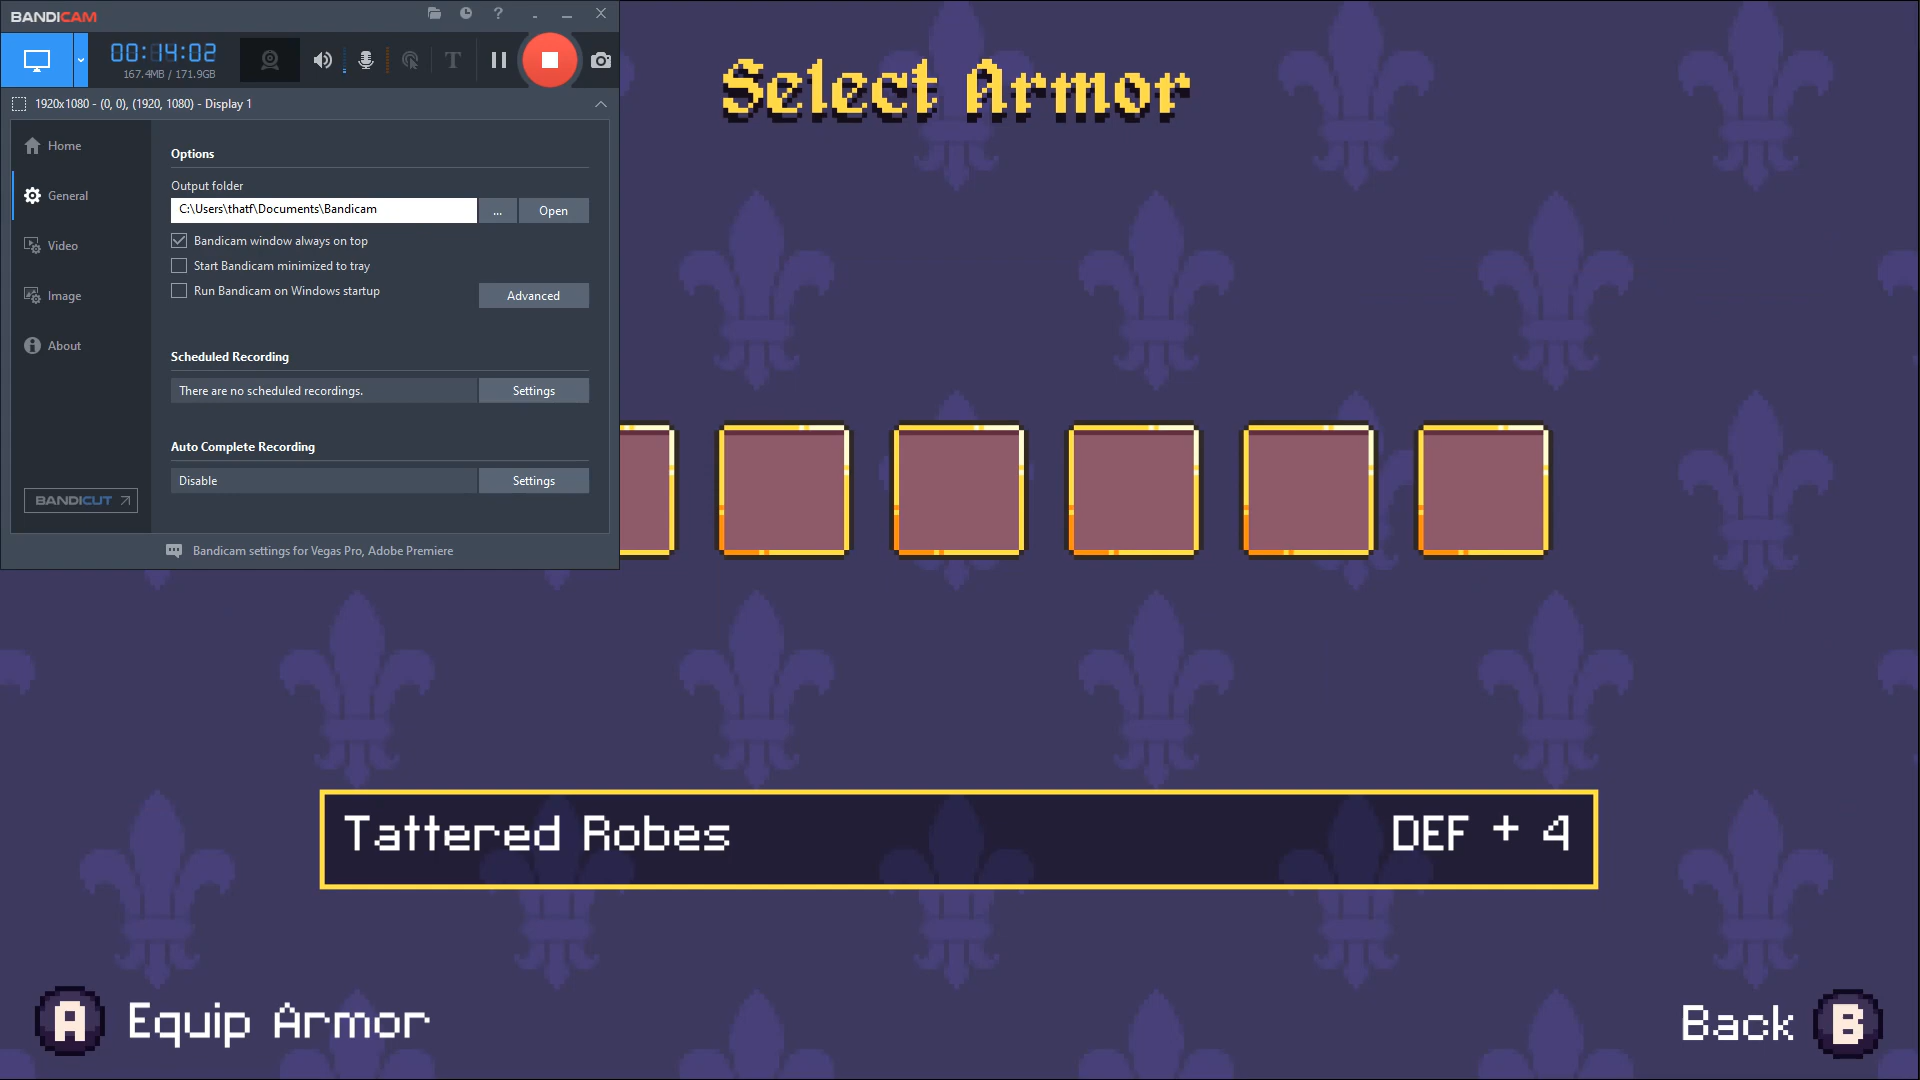 BANDICAM
00:14:02
167.4MB / 171.9GB
1920x1080 - (0, 0), (1920, 1080) - Display 1
Home
General
Video
Image
About
BANDICUT
Options
Output folder
C:\Users\thatf\Documents\Bandicam
...
Open
Bandicam window always on top
Start Bandicam minimized to tray
Run Bandicam on Windows startup
Advanced
Scheduled Recording
There are no scheduled recordings.
Settings
Auto Complete Recording
Disable
Settings
Bandicam settings for Vegas Pro, Adobe Premiere
Select Armor
Tattered Robes DEF + 4
A Equip Armor
Back B